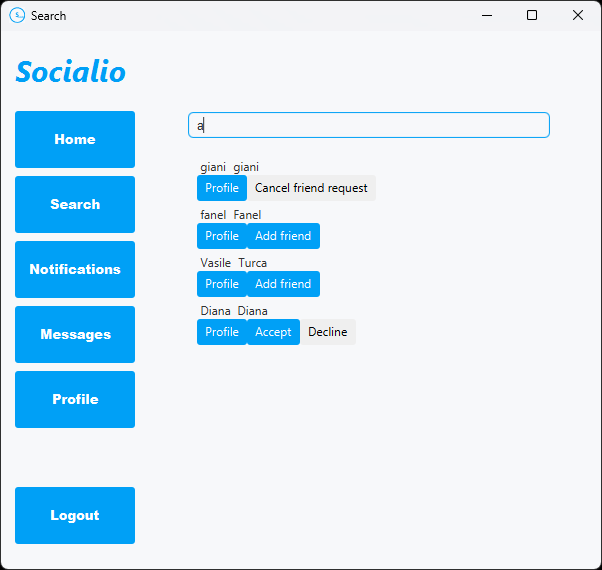 Search
Socialio
Home
Search
Notifications
Messages
Profile
Logout
a
giani giani
Profile Cancel friend request
fanel Fanel
Profile Add friend
Vasile Turca
Profile Add friend
Diana Diana
Profile Accept Decline